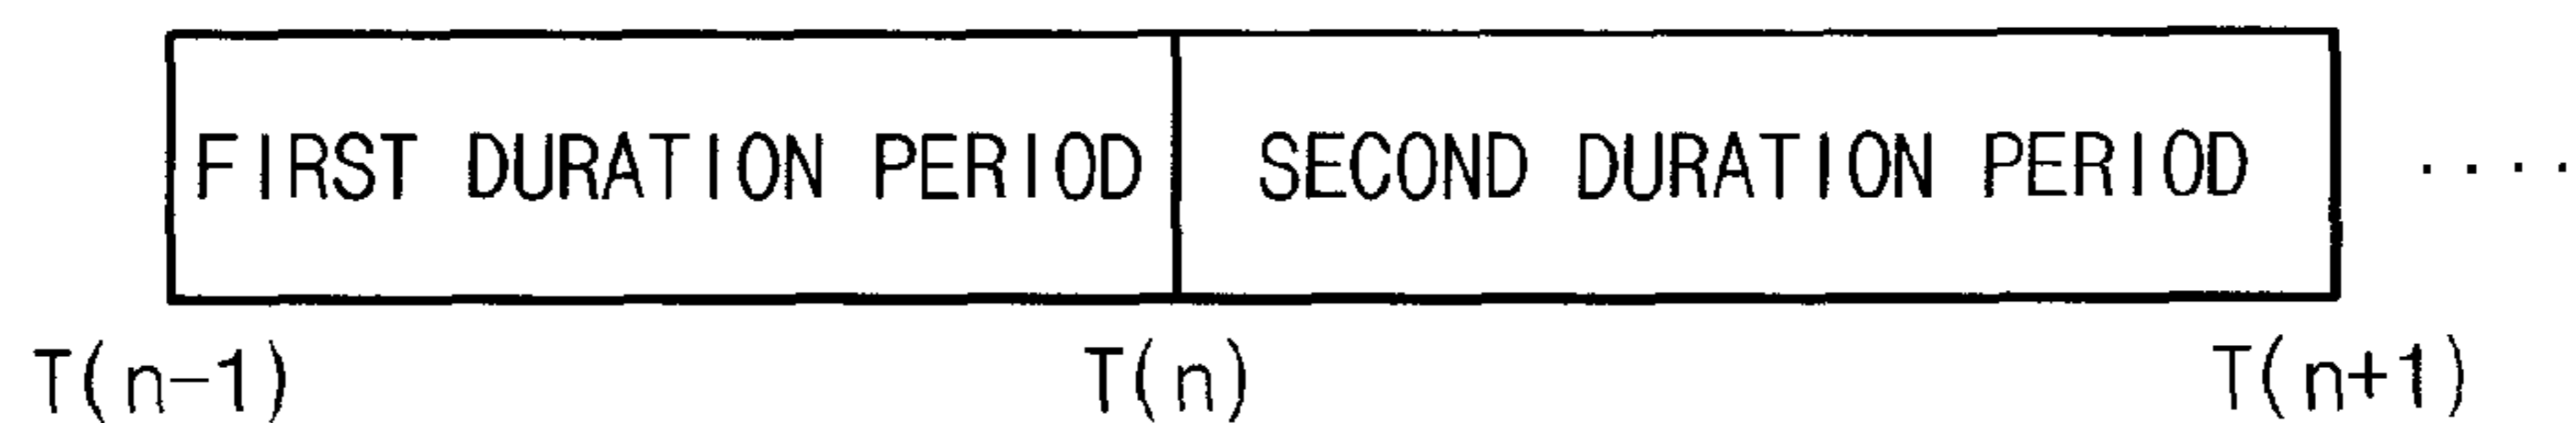 FIRST DURATION PERIOD SECOND DURATION PERIOD ....
T(n-1) T(n) T(n+1)